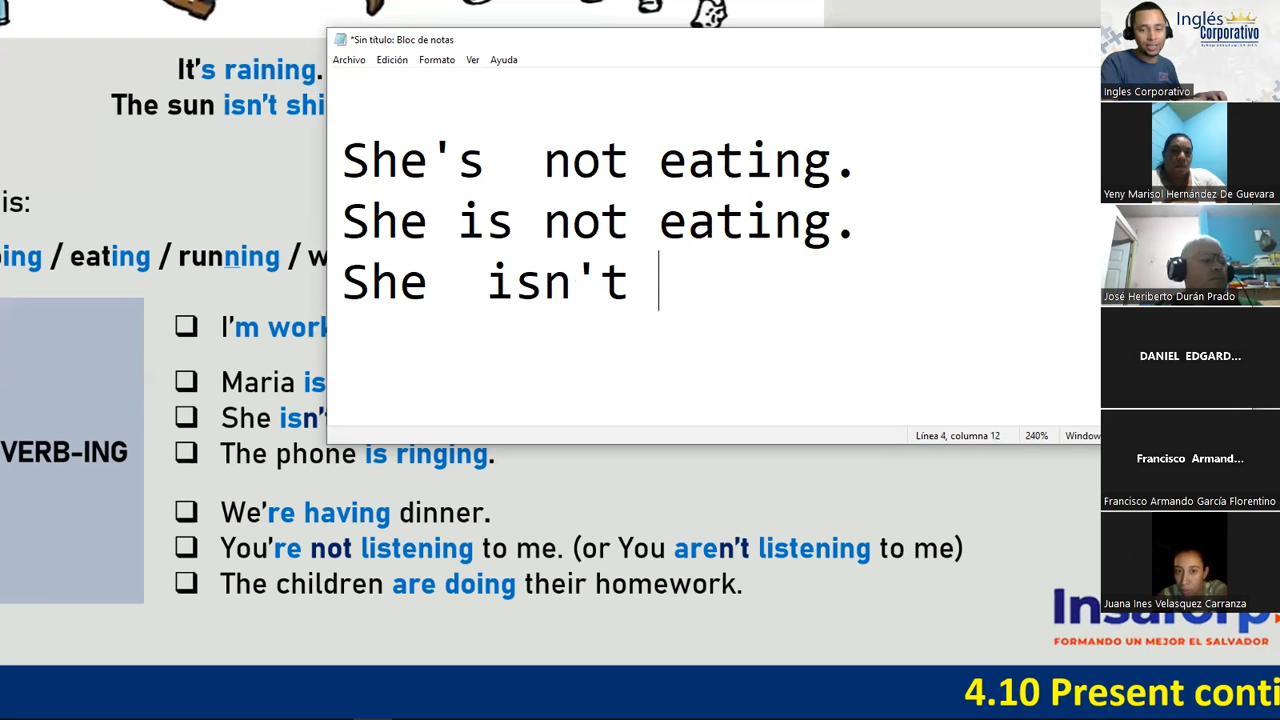 It's raining.
The sun isn't shi
is:
ing / eating / running / w
VERB-ING
I'm work
Maria is
She isn't
The phone is ringing.
We're having dinner.
You're not listening to me. (or You aren't listening to me)
The children are doing their homework.
*Sin título: Bloc de notas
Archivo Edición Formato Ver Ayuda
She's not eating.
She is not eating.
She isn't
Línea 4, columna 12 240% Window
Inglés
Corporativo
Ingles Corporativo
Yeny Marisol Hernández De Guevara
José Heriberto Durán Prado
DANIEL EDGARD...
Francisco Armand...
Francisco Armando García Florentino
Juana Ines Velasquez Carranza
Insaforp
FORMANDO UN MEJOR EL SALVADOR
4.10 Present conti